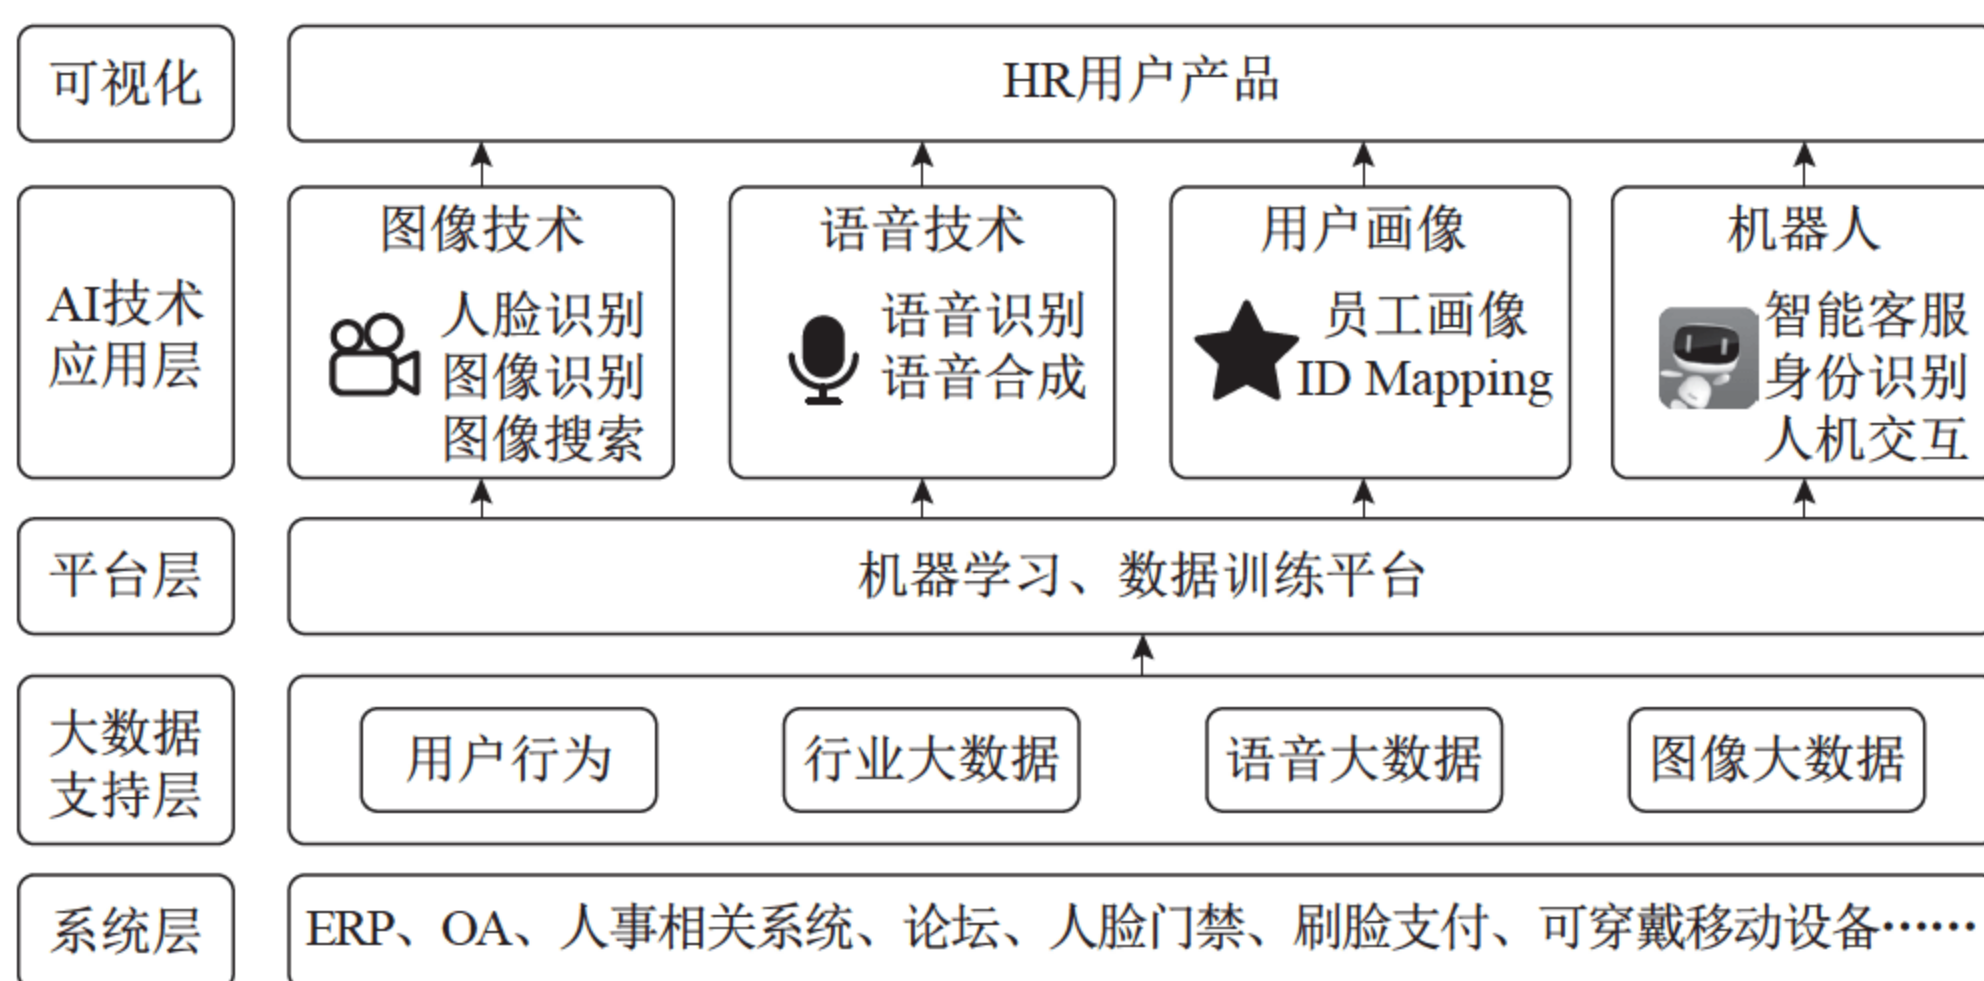 可视化
HR用户产品
AI技术
应用层
图像技术
人脸识别
图像识别
图像搜索
语音技术
语音识别
语音合成
用户画像
员工画像
ID Mapping
机器人
智能客服
身份识别
人机交互
平台层
机器学习、数据训练平台
大数据
支持层
用户行为
行业大数据
语音大数据
图像大数据
系统层
ERP、OA、人事相关系统、论坛、人脸门禁、刷脸支付、可穿戴移动设备……